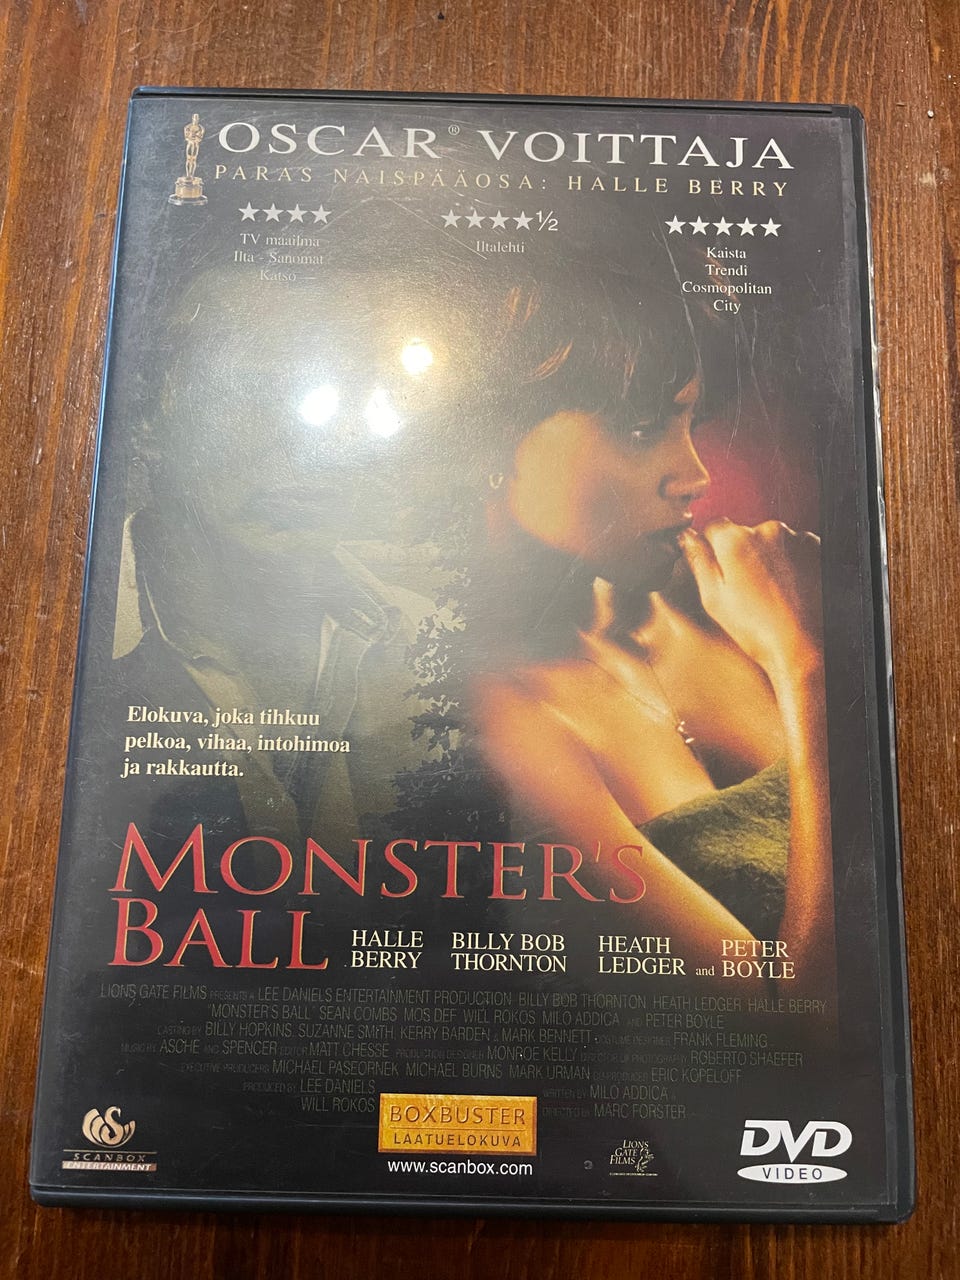 OSCAR® VOITTAJA
PARAS NAISPÄÄOSA: HALLE BERRY
★★★★
TV maailma
Ilta - Sanomat
Katso
★★★★½
Iltalehti
★★★★★
Kaista
Trendi
Cosmopolitan
City
Elokuva, joka tihkuu
pelkoa, vihaa, intohimoa
ja rakkautta.
MONSTER'S
BALL
HALLE BERRY BILLY BOB THORNTON HEATH LEDGER and PETER BOYLE
LIONS GATE FILMS PRESENTS A LEE DANIELS ENTERTAINMENT PRODUCTION BILLY BOB THORNTON HEATH LEDGER HALLE BERRY
"MONSTER'S BALL" SEAN COMBS MOS DEF WILL ROKOS MILO ADDICA AND PETER BOYLE
CASTING BY BILLY HOPKINS, SUZANNE SMITH, KERRY BARDEN & MARK BENNETT COSTUME DESIGNER FRANK FLEMING
MUSIC BY ASCHE AND SPENCER EDITOR MATT CHESSE PRODUCTION DESIGNER MONROE KELLY DIRECTOR OF PHOTOGRAPHY ROBERTO SHAEFER
EXECUTIVE PRODUCERS MICHAEL PASEORNEK MICHAEL BURNS MARK URMAN CO-PRODUCED ERIC KOPELOFF
PRODUCED BY LEE DANIELS WRITTEN BY MILO ADDICA &
WILL ROKOS DIRECTED BY MARC FORSTER
BOXBUSTER
LAATUELOKUVA
www.scanbox.com
SCANBOX
ENTERTAINMENT
LIONS
GATE
FILMS
DVD
VIDEO